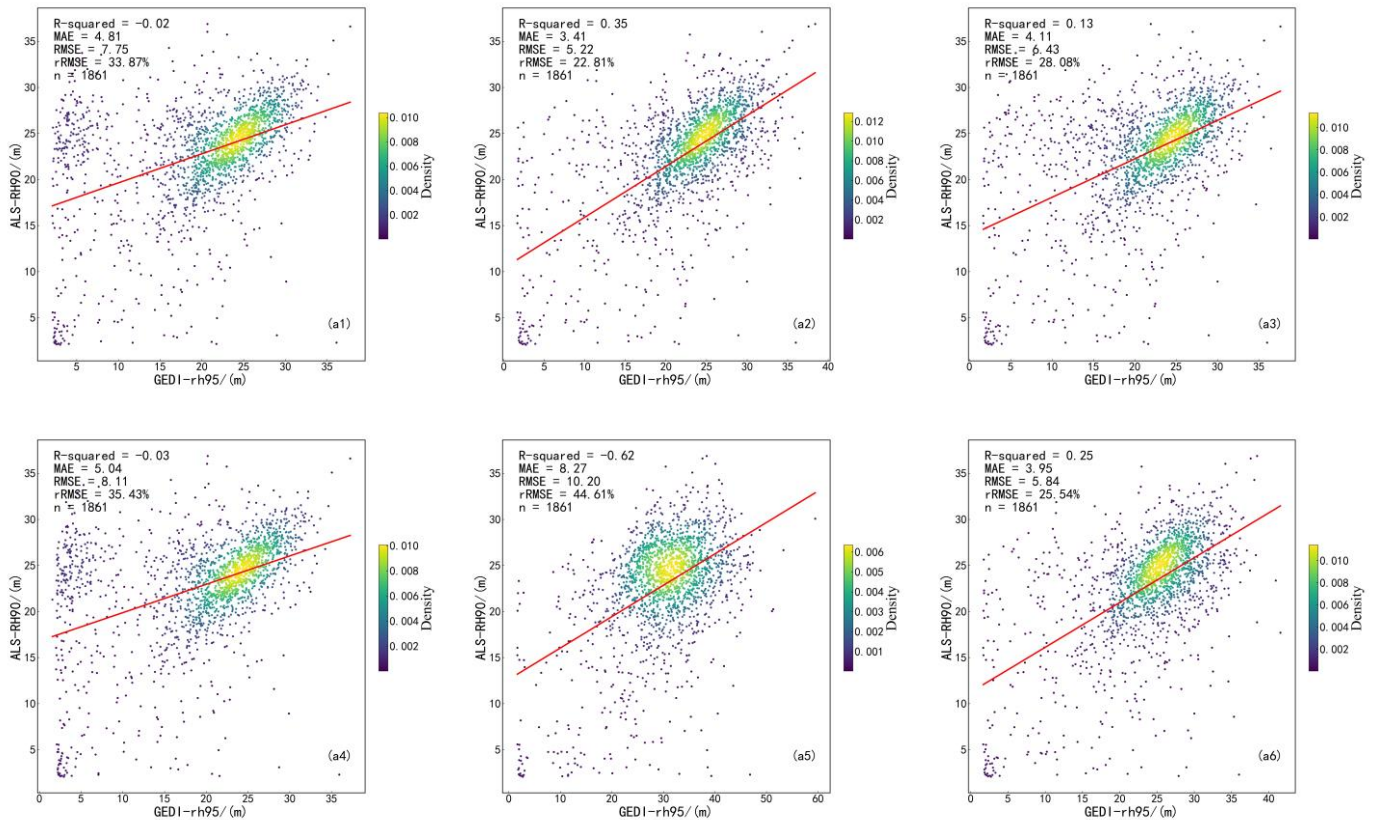 R-squared = -0.02
MAE = 4.81
RMSE = 7.75
rRMSE = 33.87%
n = 1861
35
30
25
20
15
10
5
ALS-RH90/(m)
5 10 15 20 25 30 35
GEDI-rh95/(m)
(a1)
0.010
0.008
0.006
0.004
0.002
Density
R-squared = 0.35
MAE = 3.41
RMSE = 5.22
rRMSE = 22.81%
n = 1861
35
30
25
20
15
10
5
ALS-RH90/(m)
0 5 10 15 20 25 30 35 40
GEDI-rh95/(m)
(a2)
0.012
0.010
0.008
0.006
0.004
0.002
Density
R-squared = 0.13
MAE = 4.11
RMSE = 6.43
rRMSE = 28.08%
n = 1861
35
30
25
20
15
10
5
ALS-RH90/(m)
0 5 10 15 20 25 30 35
GEDI-rh95/(m)
(a3)
0.010
0.008
0.006
0.004
0.002
Density
R-squared = -0.03
MAE = 5.04
RMSE = 8.11
rRMSE = 35.43%
n = 1861
35
30
25
20
15
10
5
ALS-RH90/(m)
0 5 10 15 20 25 30 35
GEDI-rh95/(m)
(a4)
0.010
0.008
0.006
0.004
0.002
Density
R-squared = -0.62
MAE = 8.27
RMSE = 10.20
rRMSE = 44.61%
n = 1861
35
30
25
20
15
10
5
ALS-RH90/(m)
0 10 20 30 40 50 60
GEDI-rh95/(m)
(a5)
0.006
0.005
0.004
0.003
0.002
0.001
Density
R-squared = 0.25
MAE = 3.95
RMSE = 5.84
rRMSE = 25.54%
n = 1861
35
30
25
20
15
10
5
ALS-RH90/(m)
0 5 10 15 20 25 30 35 40
GEDI-rh95/(m)
(a6)
0.010
0.008
0.006
0.004
0.002
Density